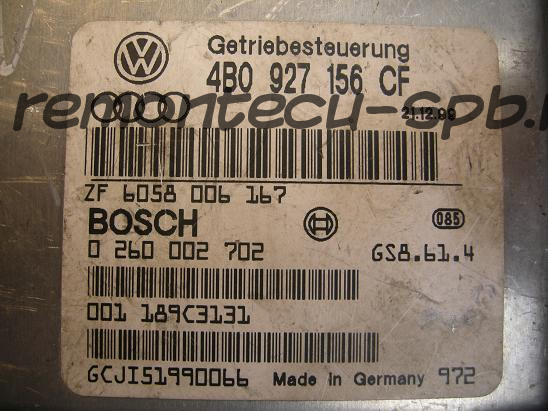 Getriebesteuerung
4B0 927 156 CF
remontecu-spb.
21.12.99
ZF 6058 006 167
BOSCH
085
0 260 002 702 GS8.61.4
001 189C3131
GCJI51990066 Made in Germany 972